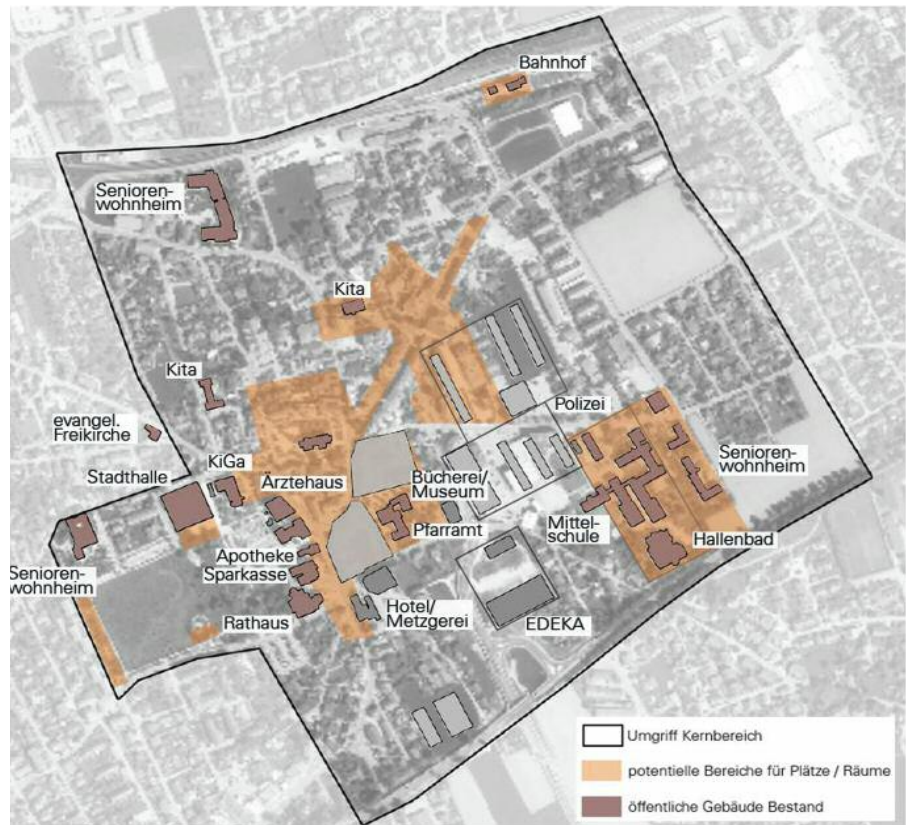 Bahnhof
Senioren-
wohnheim
Kita
Kita
Polizei
evangel.
Freikirche
KiGa
Stadthalle
Ärztehaus
Bücherei/
Museum
Senioren-
wohnheim
Pfarramt
Mittel-
schule
Hallenbad
Apotheke
Sparkasse
Senioren-
wohnheim
Rathaus
Hotel/
Metzgerei
EDEKA
Umgriff Kernbereich
potentielle Bereiche für Plätze / Räume
öffentliche Gebäude Bestand